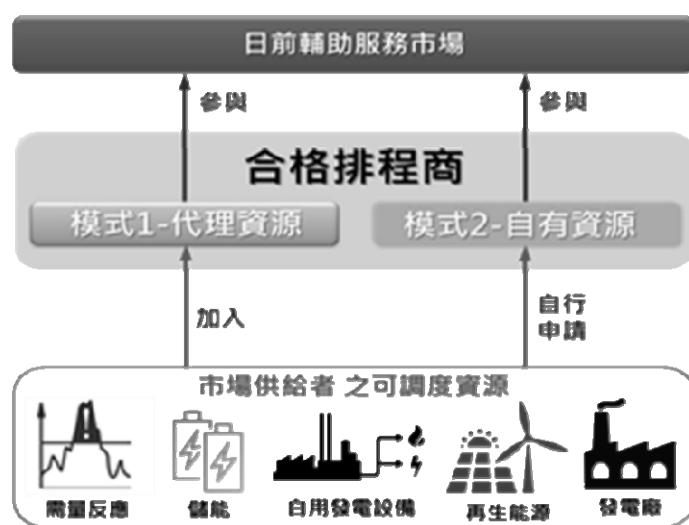 日前輔助服務市場
參與
參與
合格排程商
模式1-代理資源
模式2-自有資源
加入
自行
申請
市場供給者 之可調度資源
需量反應
儲能
自用發電設備
再生能源
發電廠